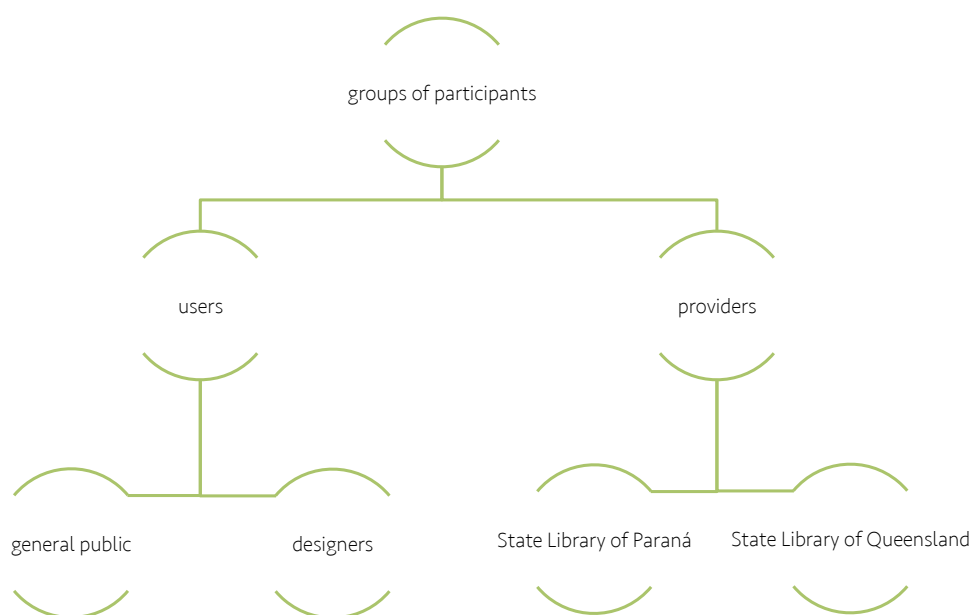 groups of participants
users
providers
general public
designers
State Library of Paraná
State Library of Queensland